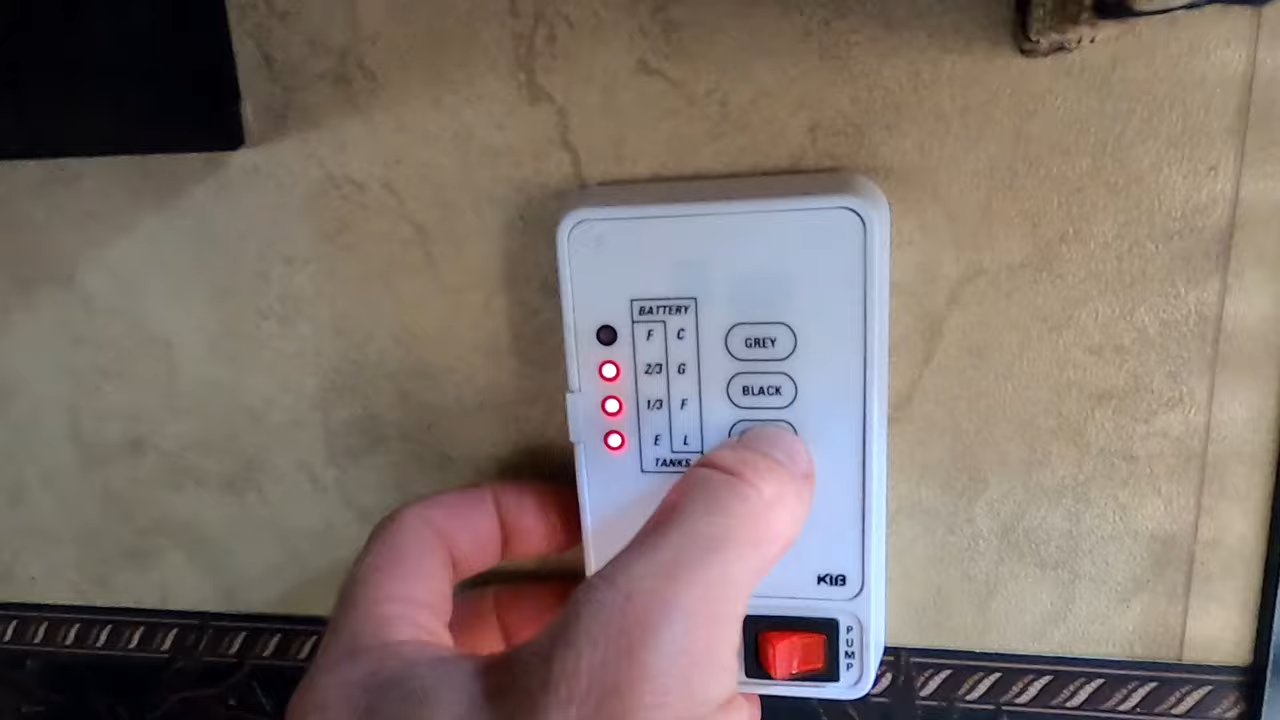 BATTERY
F C
2/3 G
1/3 F
E L
TANKS
GREY
BLACK
KIB
PUMP